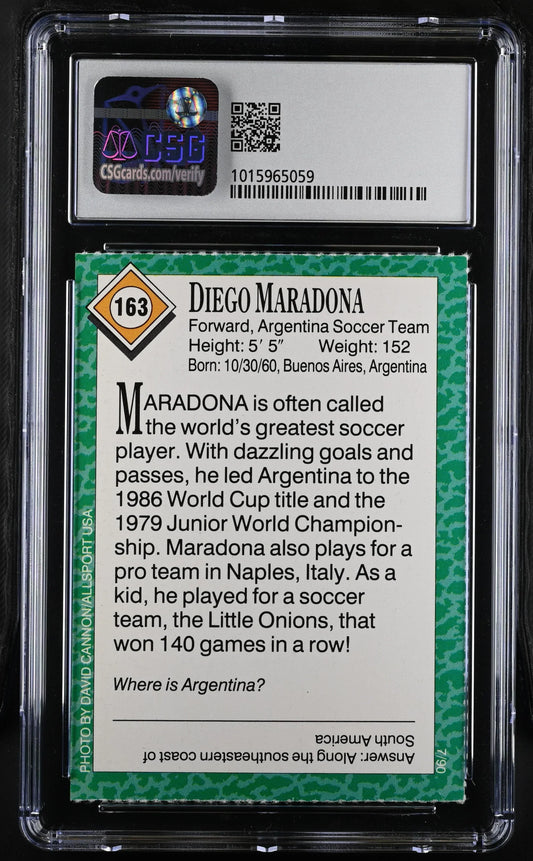 CSG
CSGcards.com/verify
1015965059
163
DIEGO MARADONA
Forward, Argentina Soccer Team
Height: 5′ 5″ Weight: 152
Born: 10/30/60, Buenos Aires, Argentina
MARADONA is often called
the world's greatest soccer
player. With dazzling goals and
passes, he led Argentina to the
1986 World Cup title and the
1979 Junior World Champion-
ship. Maradona also plays for a
pro team in Naples, Italy. As a
kid, he played for a soccer
team, the Little Onions, that
won 140 games in a row!
Where is Argentina?
Answer: Along the southeastern coast of
South America
7/90
PHOTO BY DAVID CANNON/ALLSPORT USA